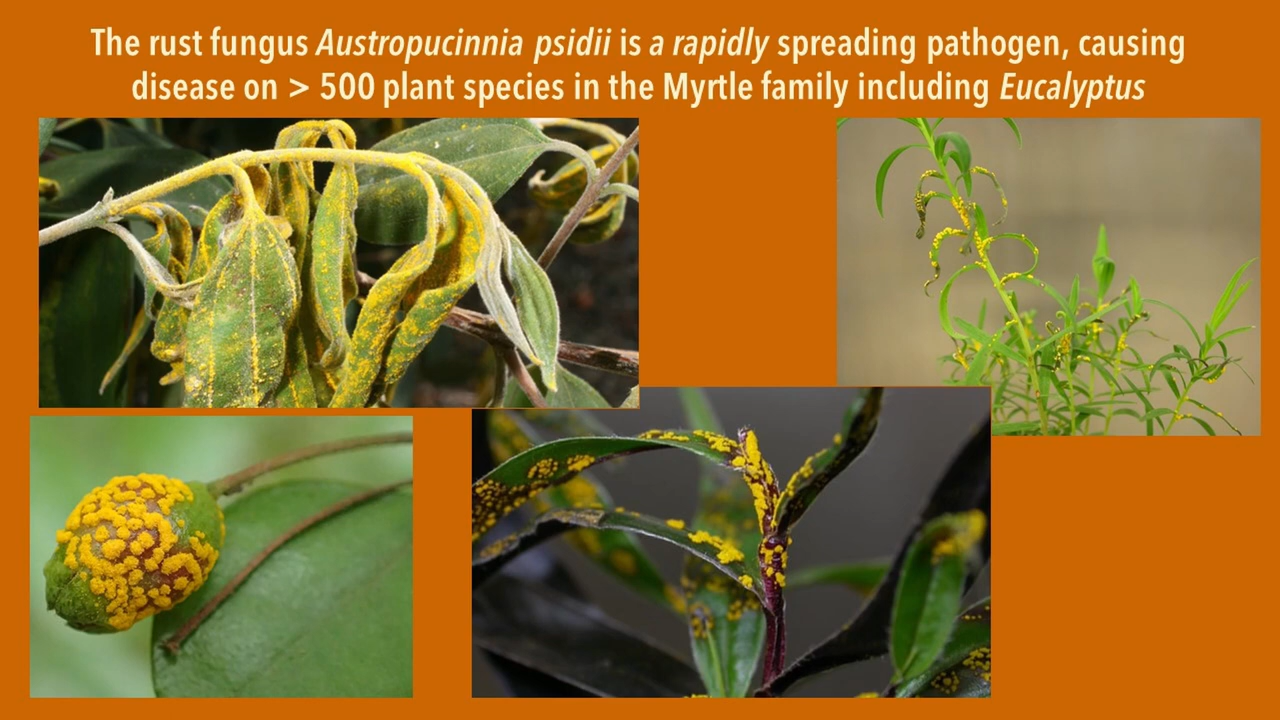 The rust fungus Austropucinnia psidii is a rapidly spreading pathogen, causing
disease on > 500 plant species in the Myrtle family including Eucalyptus